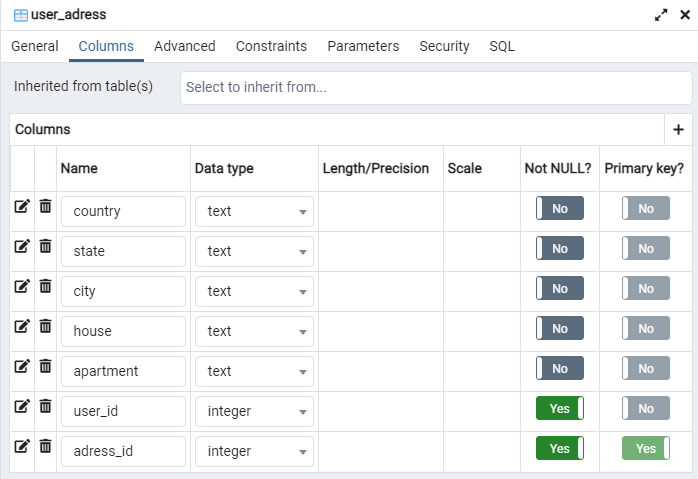 user_adress
General Columns Advanced Constraints Parameters Security SQL
Inherited from table(s) Select to inherit from...
Columns
Name Data type Length/Precision Scale Not NULL? Primary key?
country text No No
state text No No
city text No No
house text No No
apartment text No No
user_id integer Yes No
adress_id integer Yes Yes